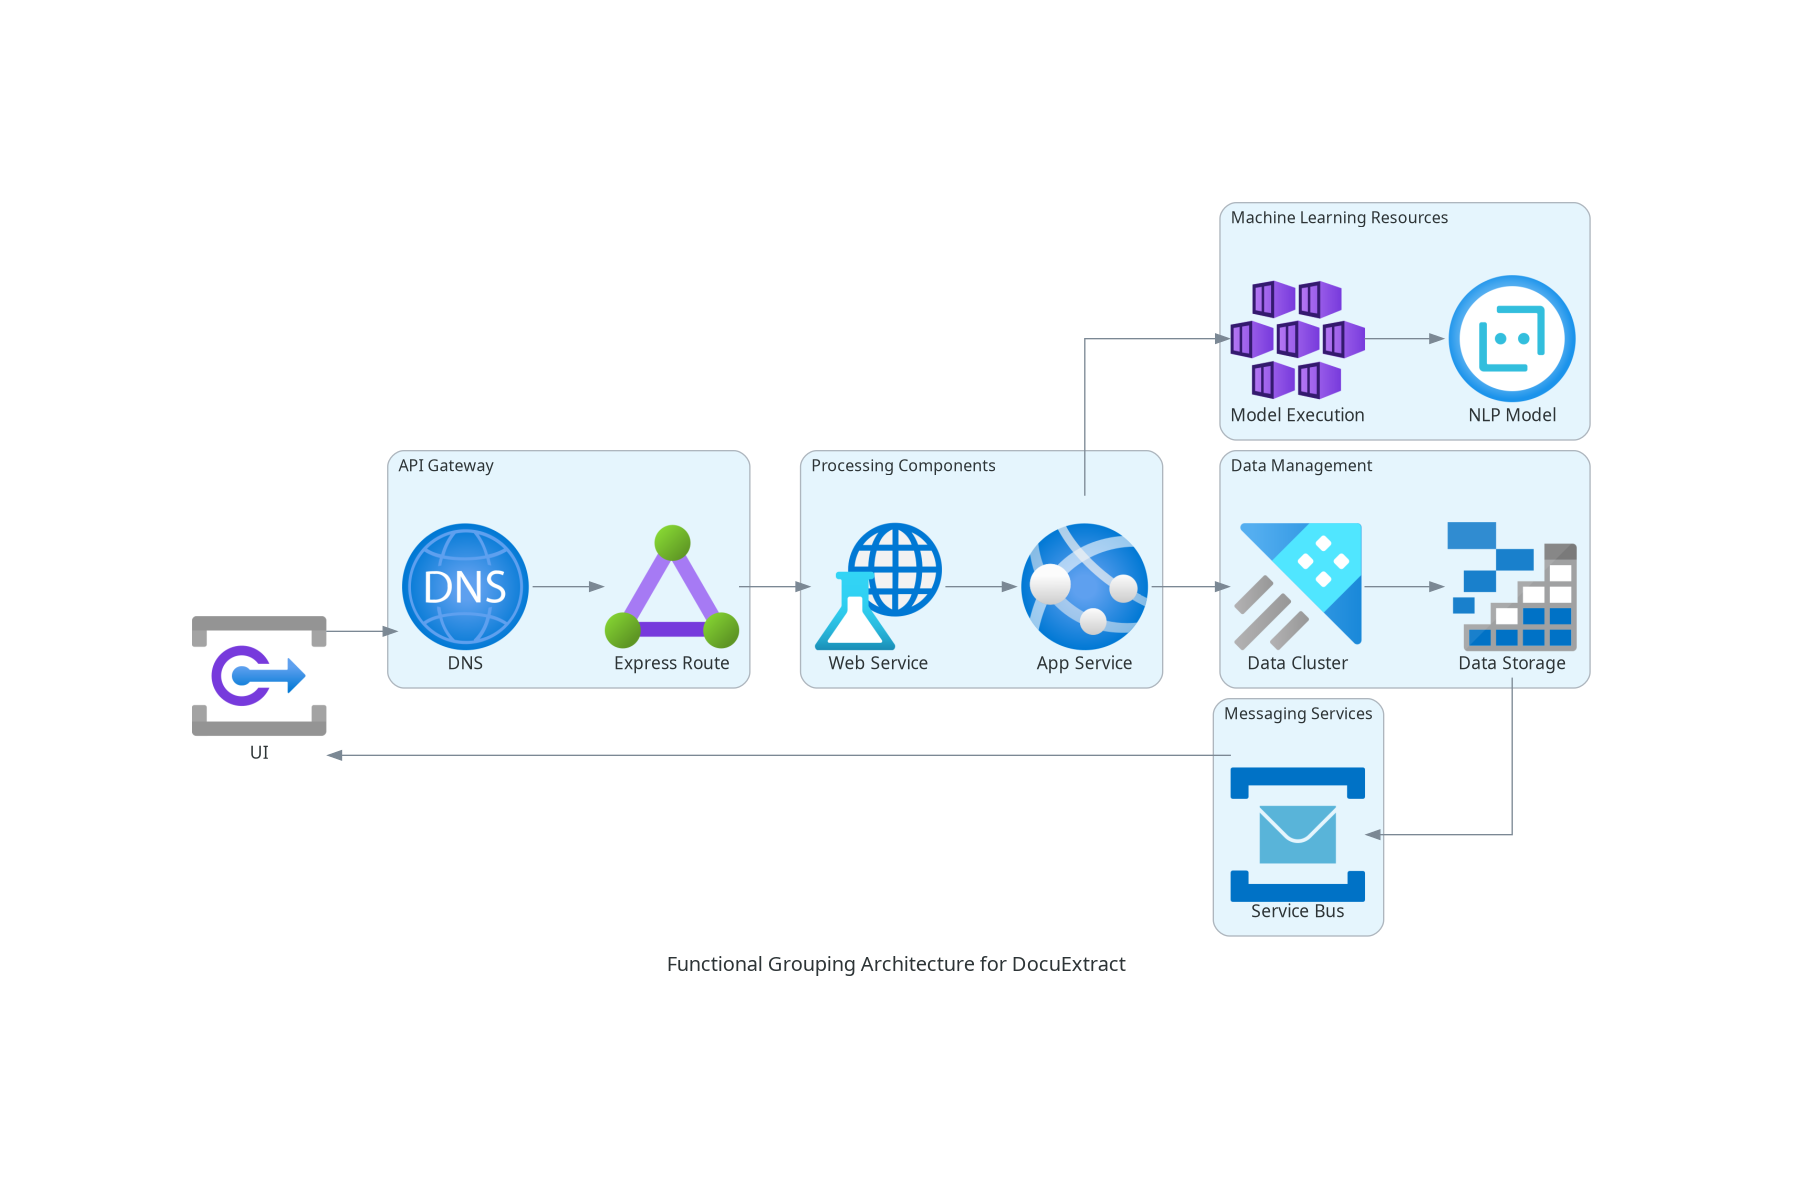 Machine Learning Resources
Model Execution
NLP Model
API Gateway
DNS
DNS
Express Route
Processing Components
Web Service
App Service
Data Management
Data Cluster
Data Storage
UI
Messaging Services
Service Bus
Functional Grouping Architecture for DocuExtract